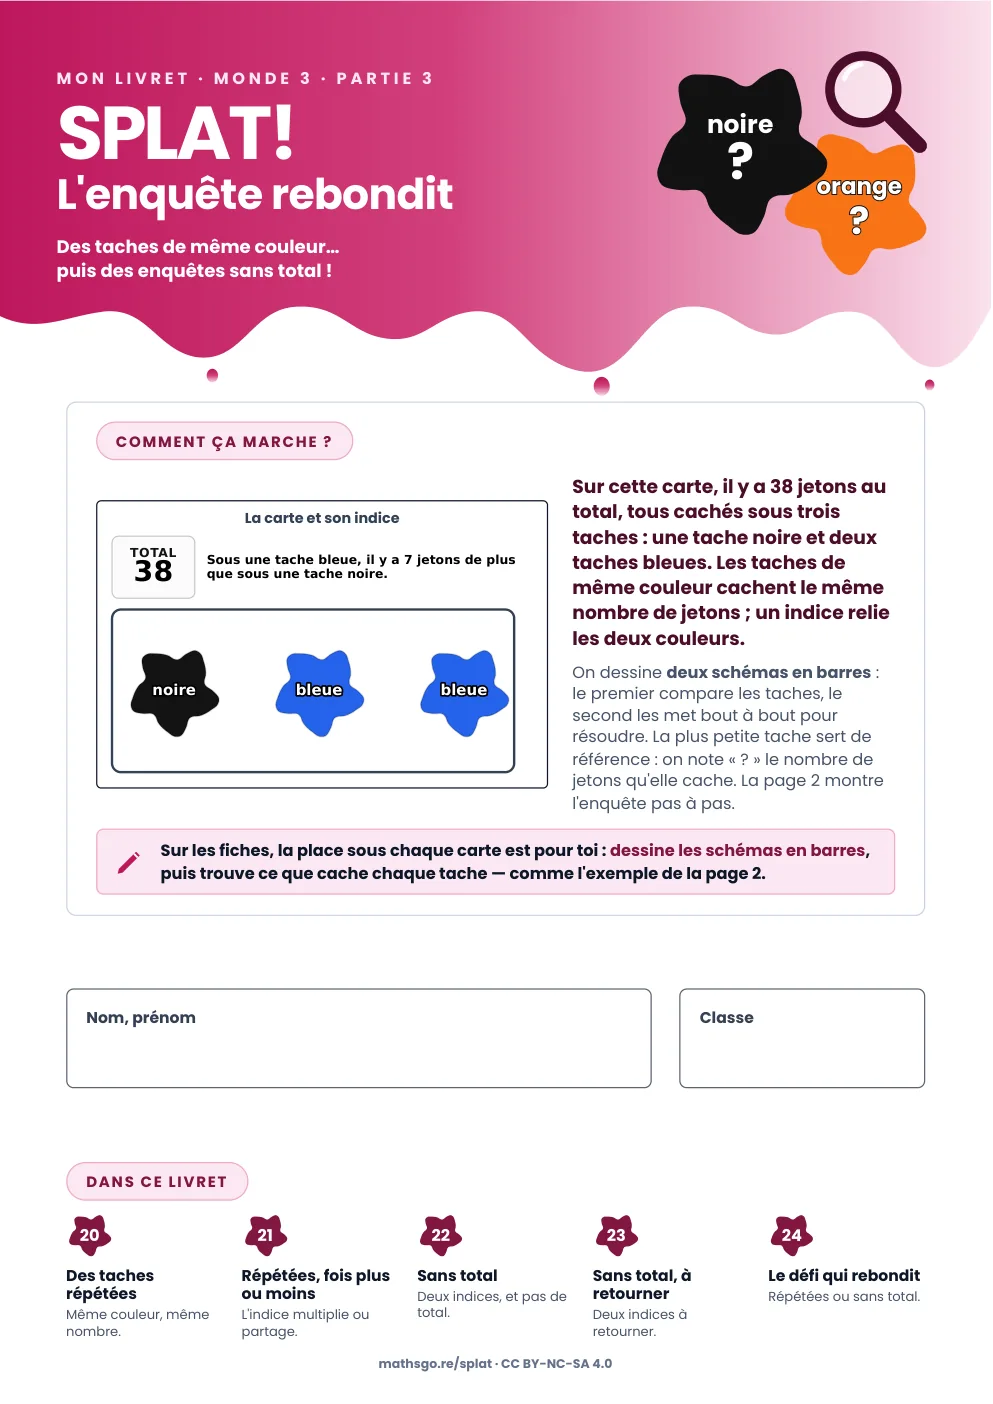 MON LIVRET · MONDE 3 · PARTIE 3
SPLAT!
L'enquête rebondit
Des taches de même couleur…
puis des enquêtes sans total !
noire
?
orange
?
COMMENT ÇA MARCHE ?
La carte et son indice
TOTAL
38
Sous une tache bleue, il y a 7 jetons de plus
que sous une tache noire.
noire
bleue
bleue
Sur cette carte, il y a 38 jetons au
total, tous cachés sous trois
taches : une tache noire et deux
taches bleues. Les taches de
même couleur cachent le même
nombre de jetons ; un indice relie
les deux couleurs.
On dessine deux schémas en barres :
le premier compare les taches, le
second les met bout à bout pour
résoudre. La plus petite tache sert de
référence : on note « ? » le nombre de
jetons qu'elle cache. La page 2 montre
l'enquête pas à pas.
Sur les fiches, la place sous chaque carte est pour toi : dessine les schémas en barres,
puis trouve ce que cache chaque tache — comme l'exemple de la page 2.
Nom, prénom
Classe
DANS CE LIVRET
20
Des taches
répétées
Même couleur, même
nombre.
21
Répétées, fois plus
ou moins
L'indice multiplie ou
partage.
22
Sans total
Deux indices, et pas de
total.
23
Sans total, à
retourner
Deux indices à
retourner.
24
Le défi qui rebondit
Répétées ou sans total.
mathsgo.re/splat · CC BY-NC-SA 4.0